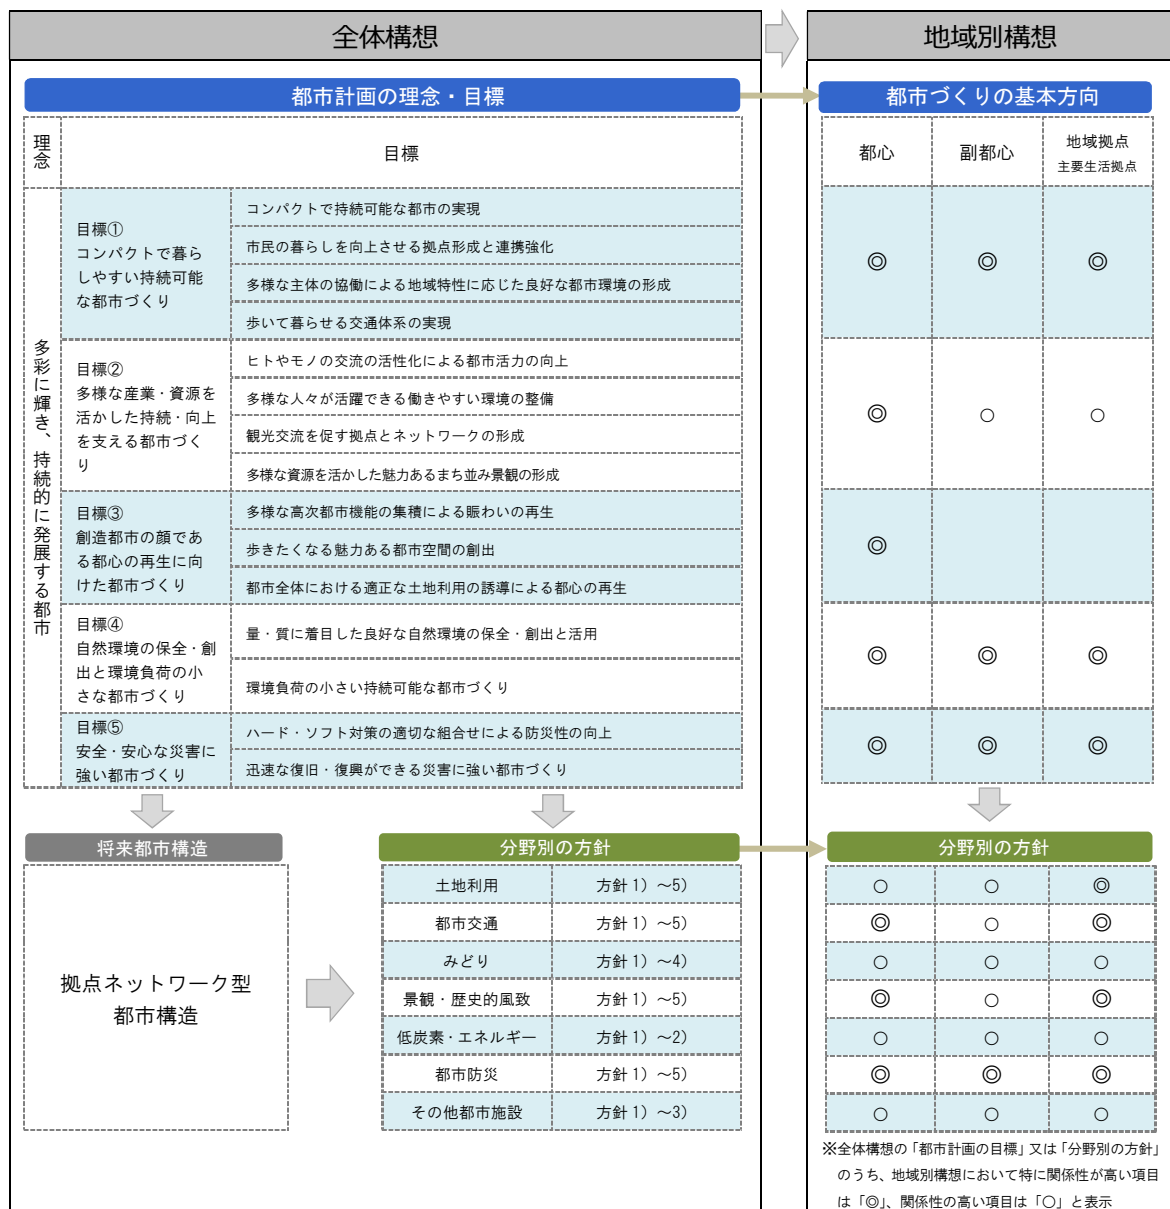 全体構想
都市計画の理念・目標
理念
目標
多彩に輝き、持続的に発展する都市
目標①
コンパクトで暮ら
しやすい持続可能
な都市づくり
コンパクトで持続可能な都市の実現
市民の暮らしを向上させる拠点形成と連携強化
多様な主体の協働による地域特性に応じた良好な都市環境の形成
歩いて暮らせる交通体系の実現
目標②
多様な産業・資源を
活かした持続・向上
を支える都市づく
り
ヒトやモノの交流の活性化による都市活力の向上
多様な人々が活躍できる働きやすい環境の整備
観光交流を促す拠点とネットワークの形成
多様な資源を活かした魅力あるまち並み景観の形成
目標③
創造都市の顔であ
る都心の再生に向
けた都市づくり
多様な高次都市機能の集積による賑わいの再生
歩きたくなる魅力ある都市空間の創出
都市全体における適正な土地利用の誘導による都心の再生
目標④
自然環境の保全・創
出と環境負荷の小
さな都市づくり
量・質に着目した良好な自然環境の保全・創出と活用
環境負荷の小さい持続可能な都市づくり
目標⑤
安全・安心な災害に
強い都市づくり
ハード・ソフト対策の適切な組合せによる防災性の向上
迅速な復旧・復興ができる災害に強い都市づくり
将来都市構造
拠点ネットワーク型
都市構造
分野別の方針
土地利用 方針1）～5）
都市交通 方針1）～5）
みどり 方針1）～4）
景観・歴史的風致 方針1）～5）
低炭素・エネルギー 方針1）～2）
都市防災 方針1）～5）
その他都市施設 方針1）～3）
地域別構想
都市づくりの基本方向
都心 副都心 地域拠点
主要生活拠点
◎ ◎ ◎
◎ ○ ○
◎
◎ ◎ ◎
◎ ◎ ◎
分野別の方針
○ ○ ◎
◎ ○ ◎
○ ○ ○
◎ ○ ◎
○ ○ ○
◎ ◎ ◎
○ ○ ○
※全体構想の「都市計画の目標」又は「分野別の方針」
のうち、地域別構想において特に関係性が高い項目
は「◎」、関係性の高い項目は「○」と表示